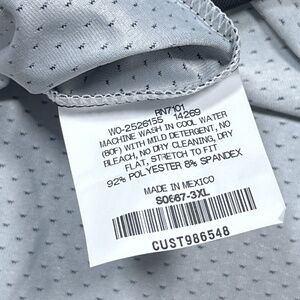 RN7101
WO-2526155 14269
MACHINE WASH IN COOL WATER
(80F) WITH MILD DETERGENT, NO
BLEACH, NO DRY CLEANING, DRY
FLAT, STRETCH TO FIT
92% POLYESTER 8% SPANDEX
MADE IN MEXICO
S0667-3XL
CUST986548